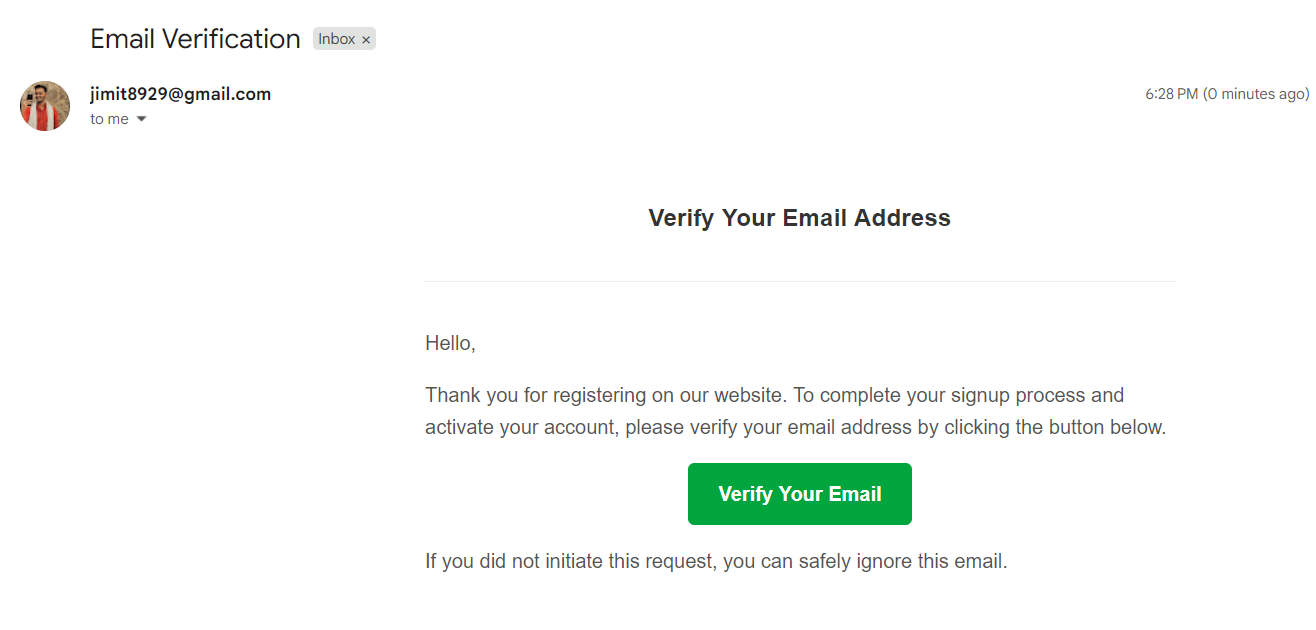 Email Verification Inbox ×
jimit8929@gmail.com 6:28 PM (0 minutes ago)
to me
Verify Your Email Address
Hello,
Thank you for registering on our website. To complete your signup process and
activate your account, please verify your email address by clicking the button below.
Verify Your Email
If you did not initiate this request, you can safely ignore this email.